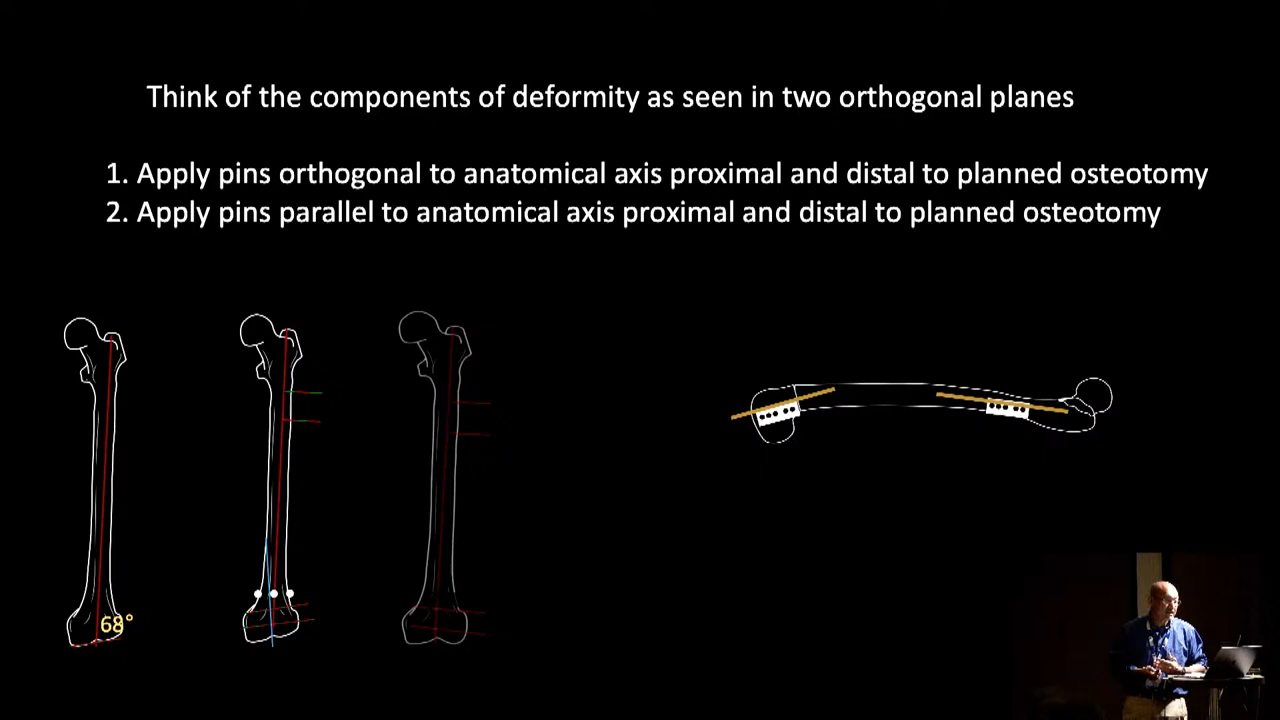 Think of the components of deformity as seen in two orthogonal planes
1. Apply pins orthogonal to anatomical axis proximal and distal to planned osteotomy
2. Apply pins parallel to anatomical axis proximal and distal to planned osteotomy
68°